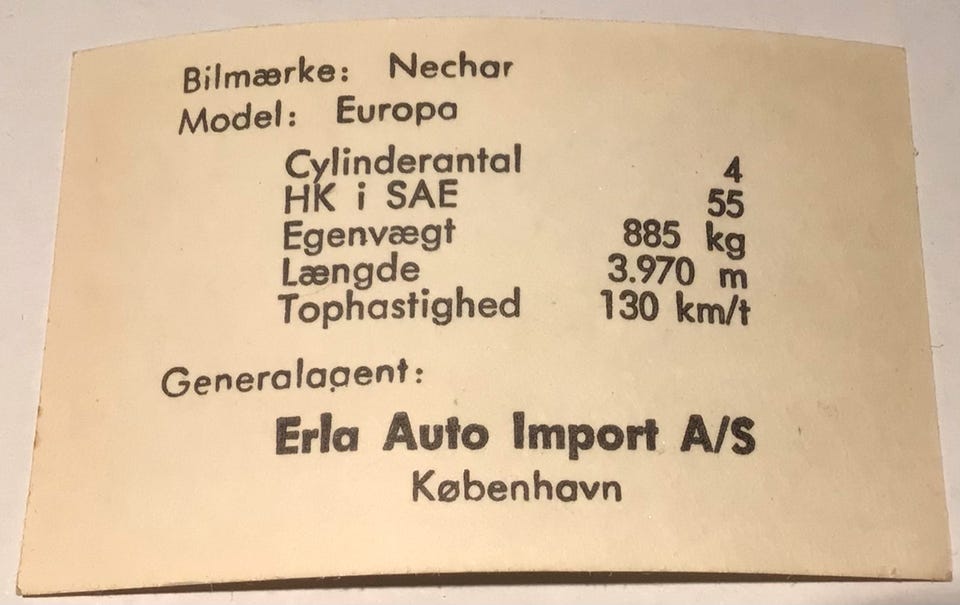 Bilmærke: Nechar
Model: Europa
Cylinderantal 4
HK i SAE 55
Egenvægt 885 kg
Længde 3.970 m
Tophastighed 130 km/t
Generalagent:
Erla Auto Import A/S
København